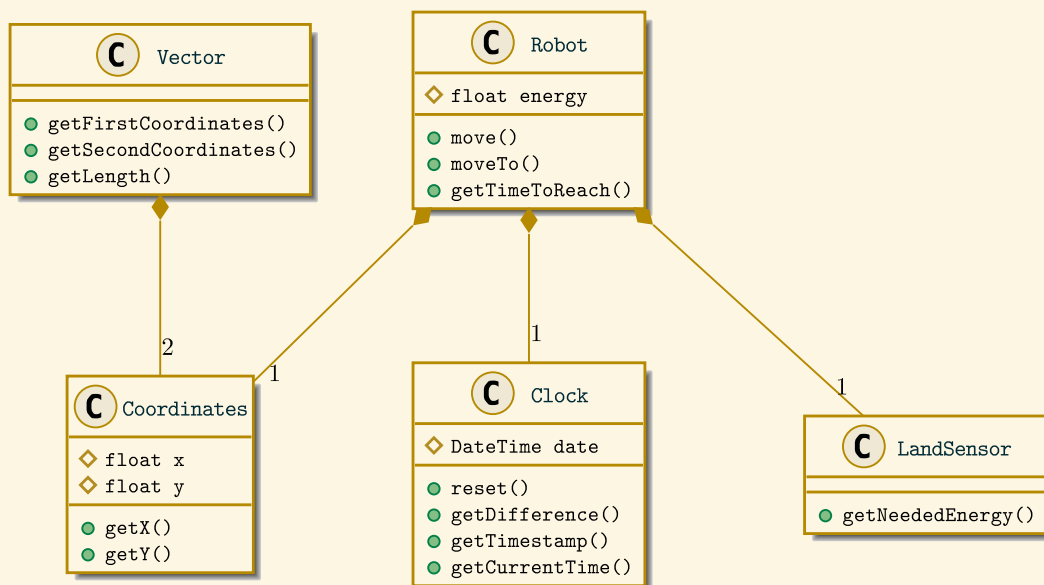 C Vector
getFirstCoordinates()
getSecondCoordinates()
getLength()
C Robot
float energy
move()
moveTo()
getTimeToReach()
2
1
1
1
C Coordinates
float x
float y
getX()
getY()
C Clock
DateTime date
reset()
getDifference()
getTimestamp()
getCurrentTime()
C LandSensor
getNeededEnergy()